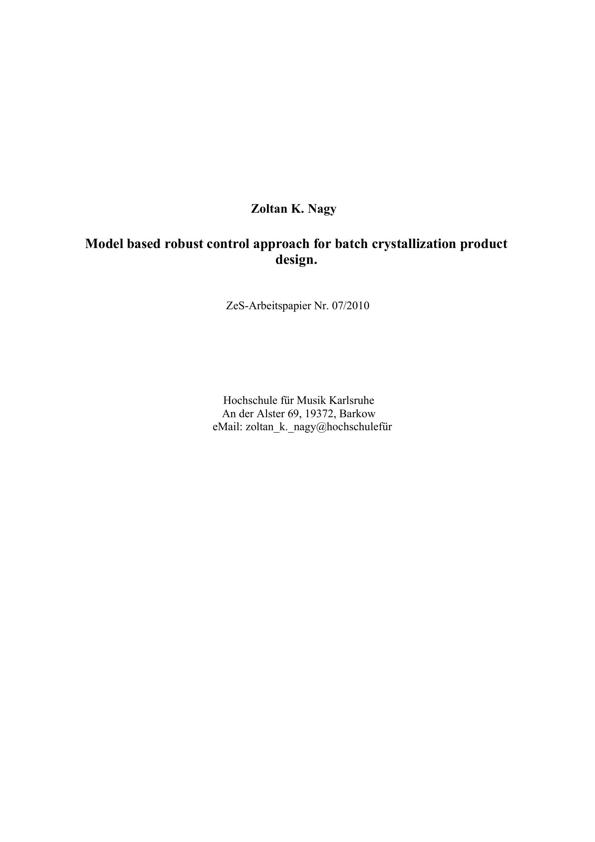 Zoltan K. Nagy
Model based robust control approach for batch crystallization product
design.
ZeS-Arbeitspapier Nr. 07/2010
Hochschule für Musik Karlsruhe
An der Alster 69, 19372, Barkow
eMail: zoltan_k._nagy@hochschulefür